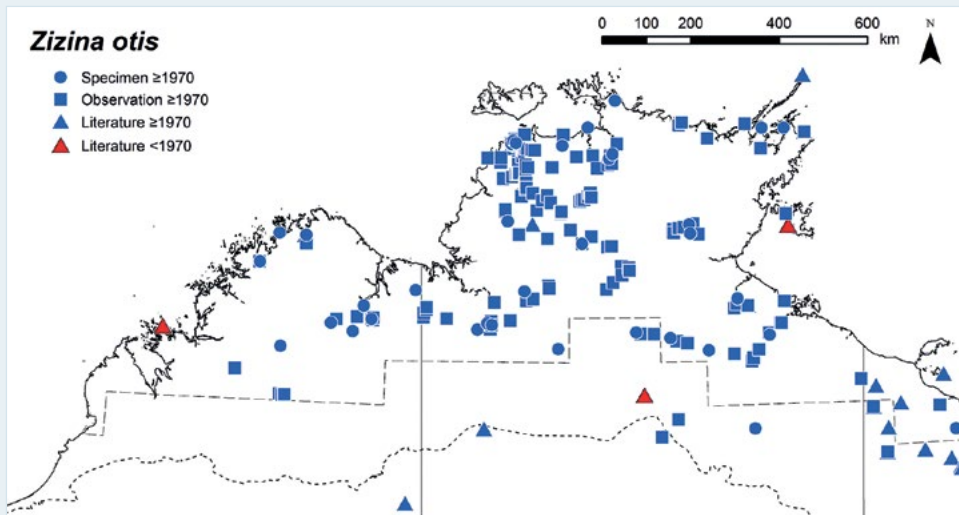 Zizina otis
Specimen ≥1970
Observation ≥1970
Literature ≥1970
Literature <1970
0 100 200 400 600
km
N